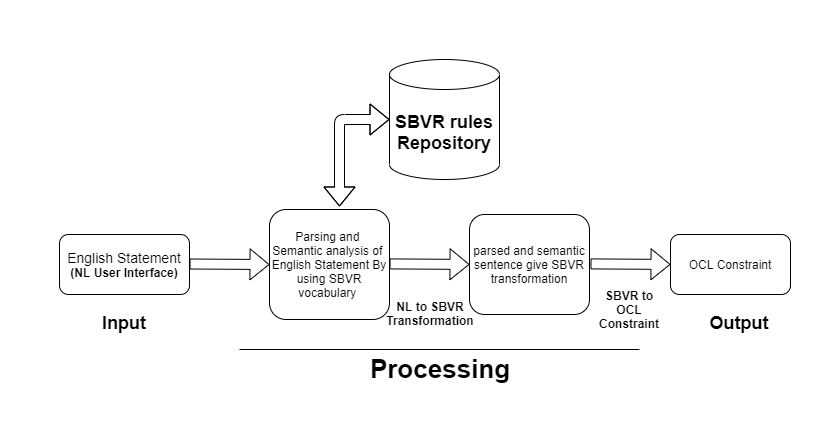 SBVR rules
Repository
English Statement
(NL User Interface)
Parsing and
Semantic analysis of
English Statement By
using SBVR
vocabulary
parsed and semantic
sentence give SBVR
transformation
OCL Constraint
NL to SBVR
Transformation
SBVR to
OCL
Constraint
Input
Output
Processing